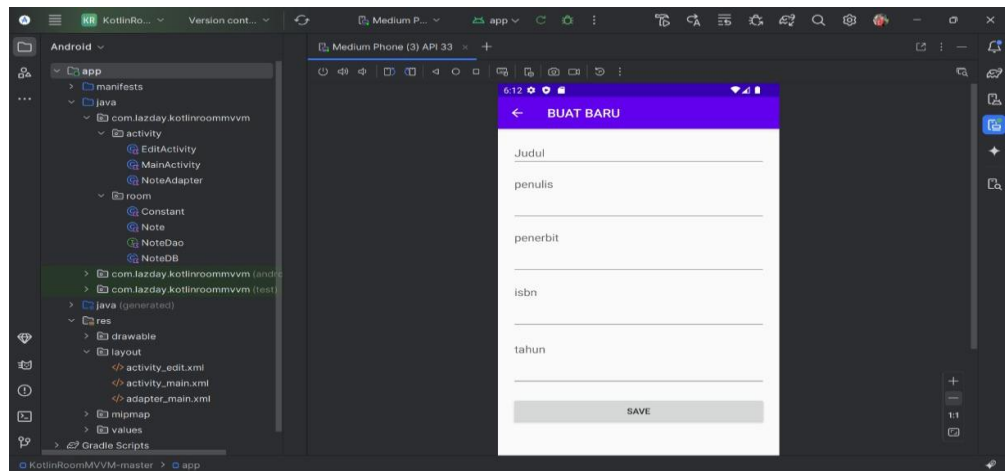 KR KotlinRo... Version cont... Medium P... app
Android
Medium Phone (3) API 33
app
manifests
java
com.lazday.kotlinroommvvm
activity
EditActivity
MainActivity
NoteAdapter
room
Constant
Note
NoteDao
NoteDB
com.lazday.kotlinroommvvm (andro
com.lazday.kotlinroommvvm (test)
java (generated)
res
drawable
layout
activity_edit.xml
activity_main.xml
adapter_main.xml
mipmap
values
Gradle Scripts
6:12
BUAT BARU
Judul
penulis
penerbit
isbn
tahun
SAVE
1:1
KotlinRoomMVVM-master > app